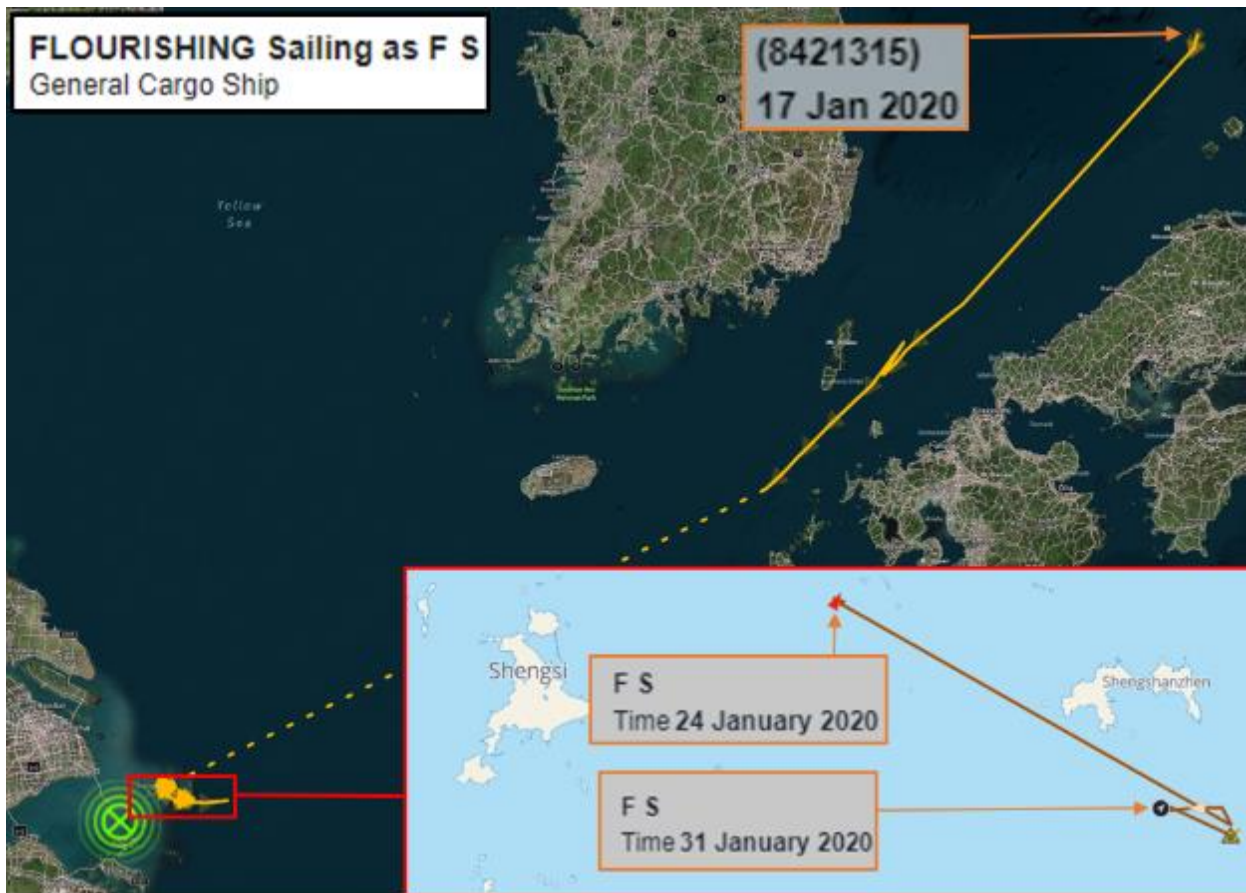 FLOURISHING Sailing as F S
General Cargo Ship
(8421315)
17 Jan 2020
Yellow
Sea
Shengsi
Shengshanzhen
F S
Time 24 January 2020
F S
Time 31 January 2020